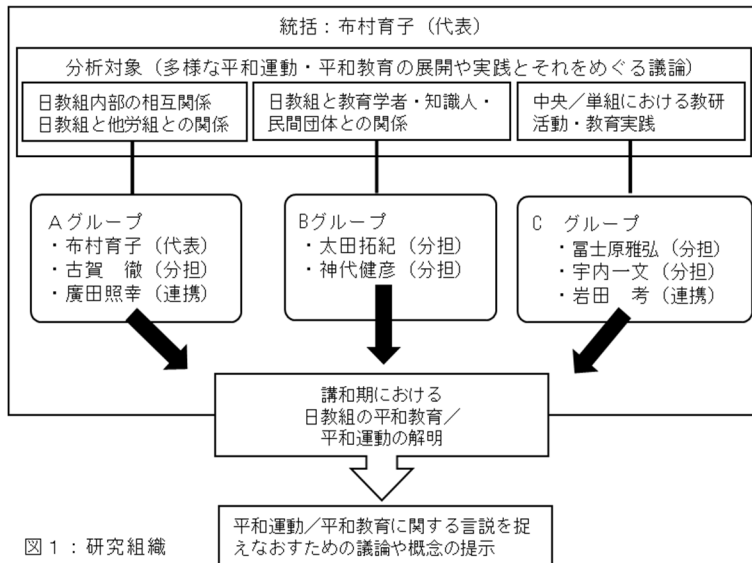 統括：布村育子（代表）
分析対象（多様な平和運動・平和教育の展開や実践とそれをめぐる議論）
日教組内部の相互関係
日教組と他労組との関係
日教組と教育学者・知識人・
民間団体との関係
中央／単組における教研
活動・教育実践
Aグループ
・布村育子（代表）
・古賀　徹（分担）
・廣田照幸（連携）
Bグループ
・太田拓紀（分担）
・神代健彦（分担）
C グループ
・冨士原雅弘（分担）
・宇内一文（分担）
・岩田　考（連携）
講和期における
日教組の平和教育／
平和運動の解明
平和運動／平和教育に関する言説を捉
えなおすための議論や概念の提示
図1：研究組織